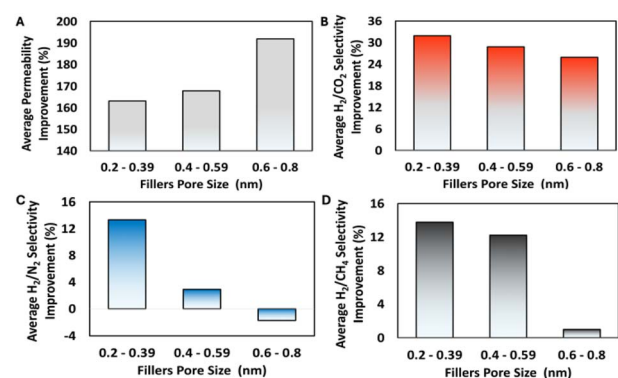 A
Average Permeability
Improvement (%)
200
190
180
170
160
150
140
0.2 - 0.39 0.4 - 0.59 0.6 - 0.8
Fillers Pore Size (nm)
B
Average H₂/CO₂ Selectivity
Improvement (%)
36
30
24
18
12
6
0
0.2 - 0.39 0.4 - 0.59 0.6 - 0.8
Fillers Pore Size (nm)
C
Average H₂/N₂ Selectivity
Improvement (%)
16
12
8
4
0
-4
0.2 - 0.39 0.4 - 0.59 0.6 - 0.8
Fillers Pore Size (nm)
D
Average H₂/CH₄ Selectivity
Improvement (%)
16
12
8
4
0
0.2 - 0.39 0.4 - 0.59 0.6 - 0.8
Fillers Pore Size (nm)